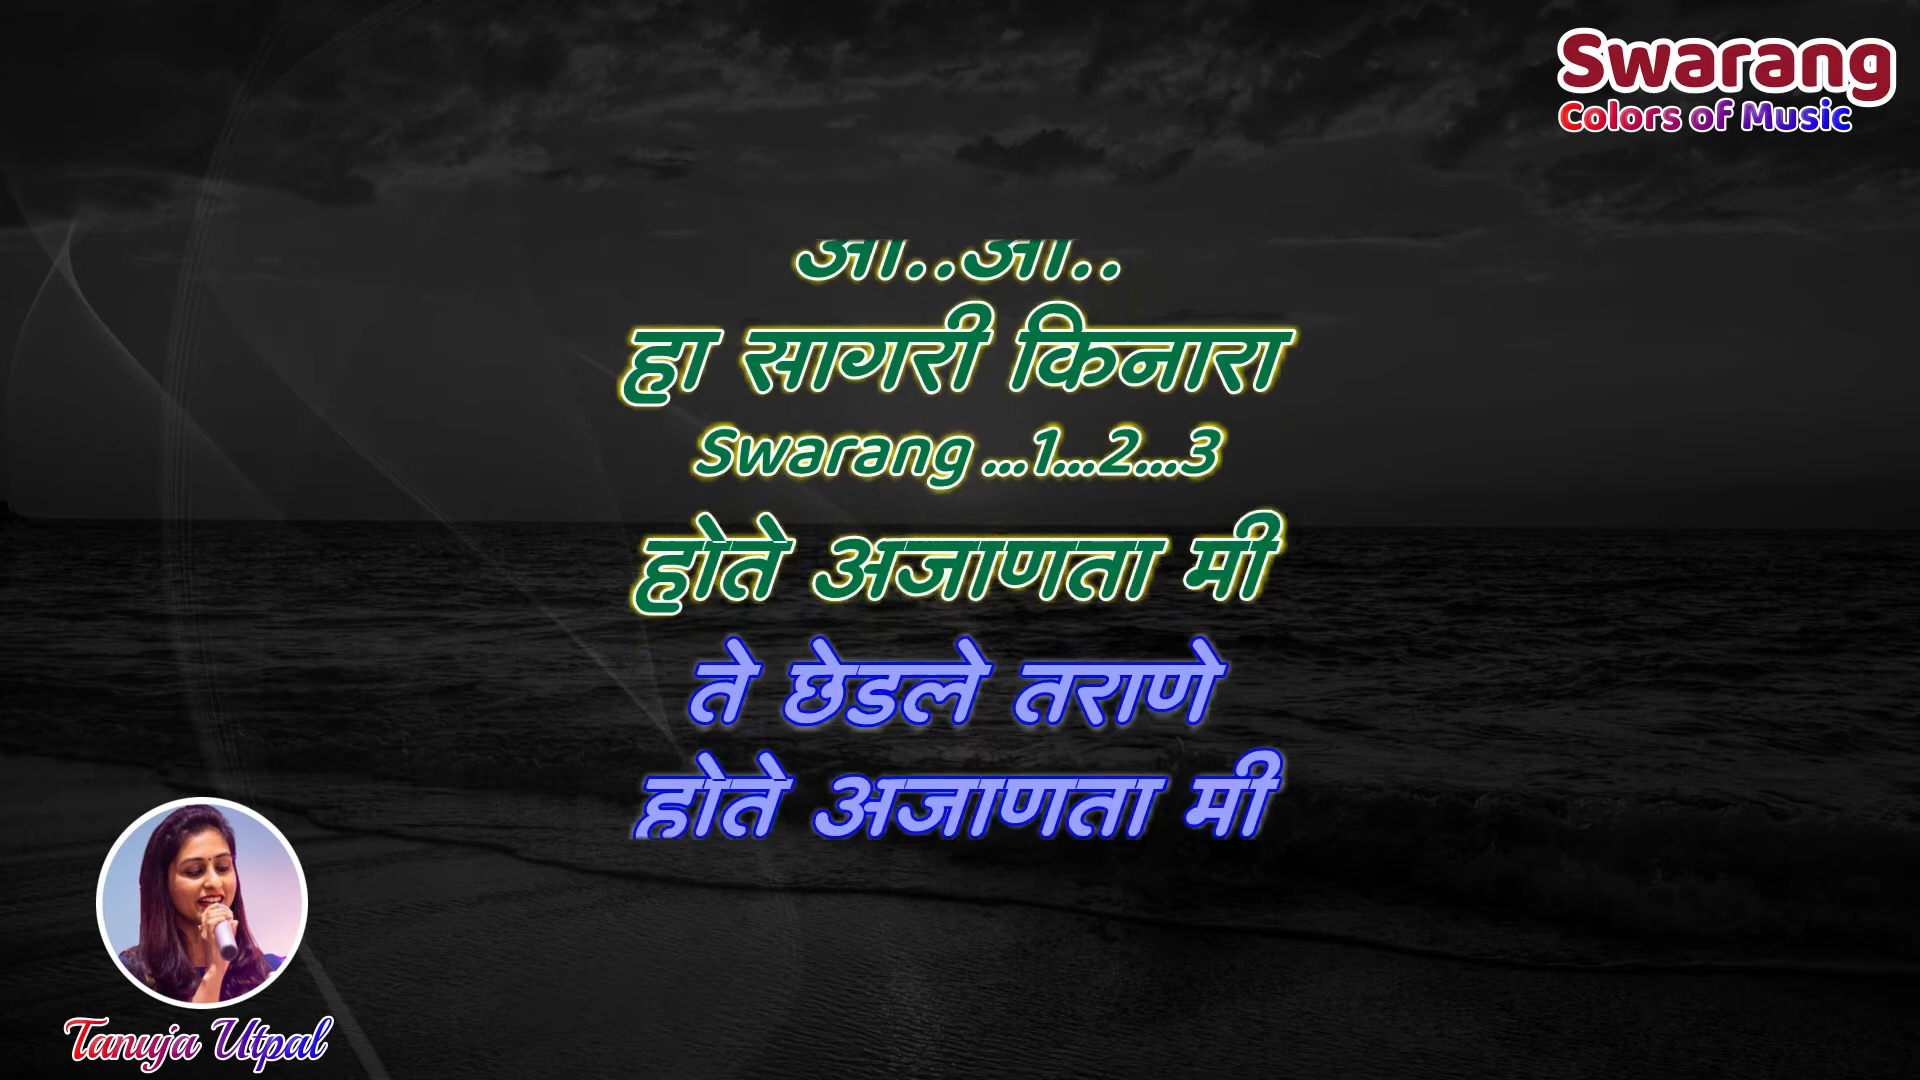 Swarang
Colors of Music
आ..आ..
हा सागरी किनारा
Swarang ...1...2...3
होते अजाणता मी
ते छेडले तराणे
होते अजाणता मी
Tanuja Utpal